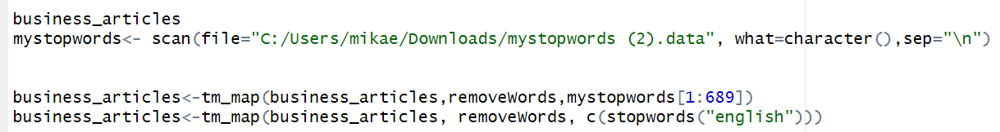 business_articles
mystopwords<- scan(file="C:/Users/mikae/Downloads/mystopwords (2).data", what=character(),sep="\n")
business_articles<-tm_map(business_articles,removeWords,mystopwords[1:689])
business_articles<-tm_map(business_articles, removeWords, c(stopwords("english")))